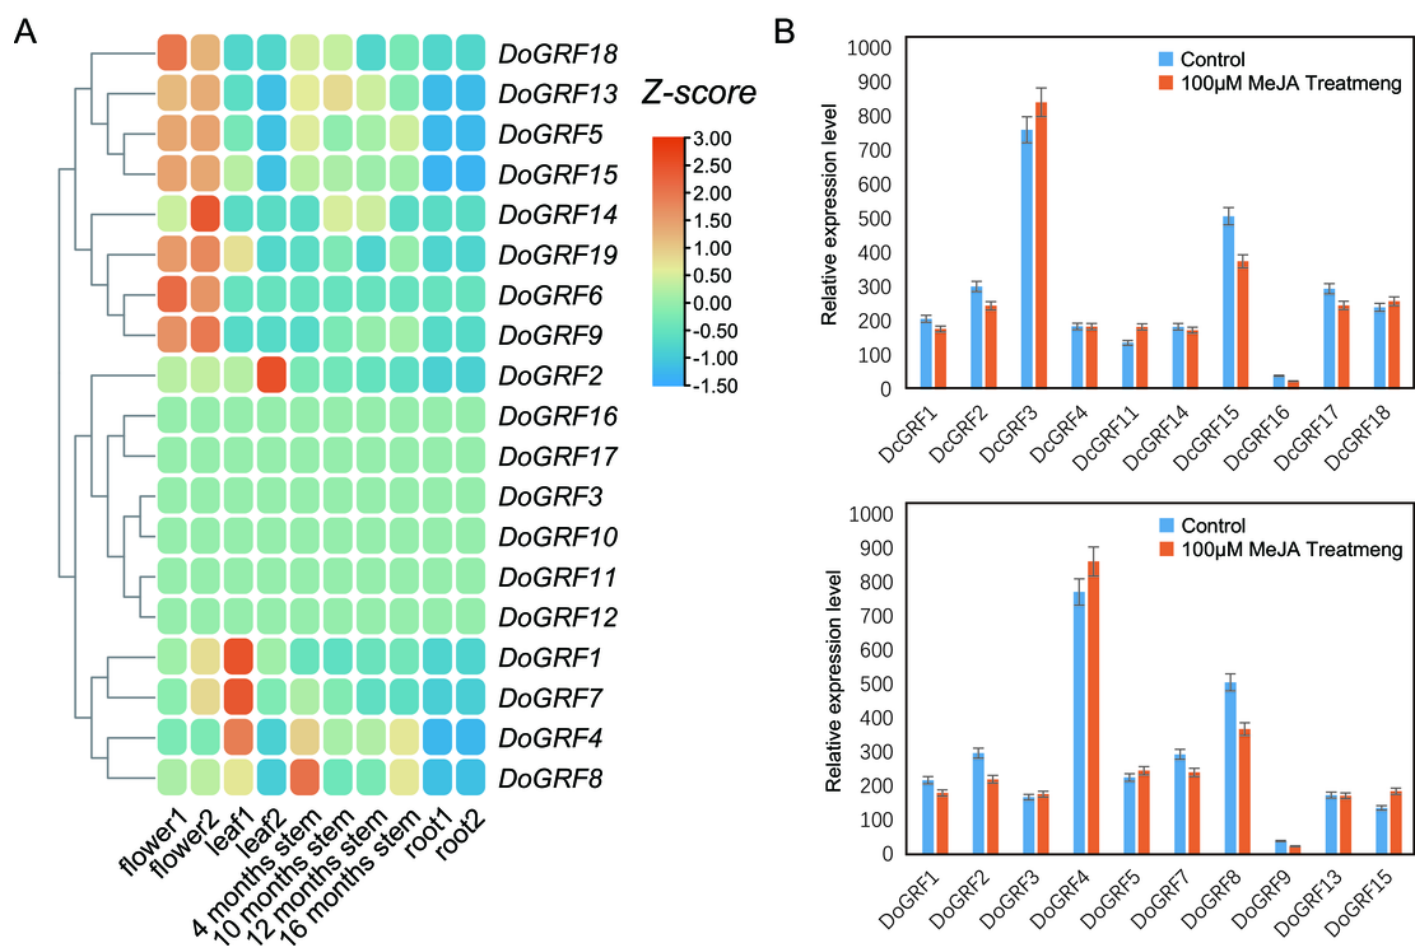 A
DoGRF18
DoGRF13
DoGRF5
DoGRF15
DoGRF14
DoGRF19
DoGRF6
DoGRF9
DoGRF2
DoGRF16
DoGRF17
DoGRF3
DoGRF10
DoGRF11
DoGRF12
DoGRF1
DoGRF7
DoGRF4
DoGRF8
flower1
flower2
leaf1
leaf2
4 months stem
10 months stem
12 months stem
16 months stem
root1
root2
Z-score
3.00
2.50
2.00
1.50
1.00
0.50
0.00
-0.50
-1.00
-1.50
B
Relative expression level
1000
900
800
700
600
500
400
300
200
100
0
Control
100μM MeJA Treatmeng
DcGRF1
DcGRF2
DcGRF3
DcGRF4
DcGRF11
DcGRF14
DcGRF15
DcGRF16
DcGRF17
DcGRF18
Relative expression level
1000
900
800
700
600
500
400
300
200
100
0
Control
100μM MeJA Treatmeng
DoGRF1
DoGRF2
DoGRF3
DoGRF4
DoGRF5
DoGRF7
DoGRF8
DoGRF9
DoGRF13
DoGRF15